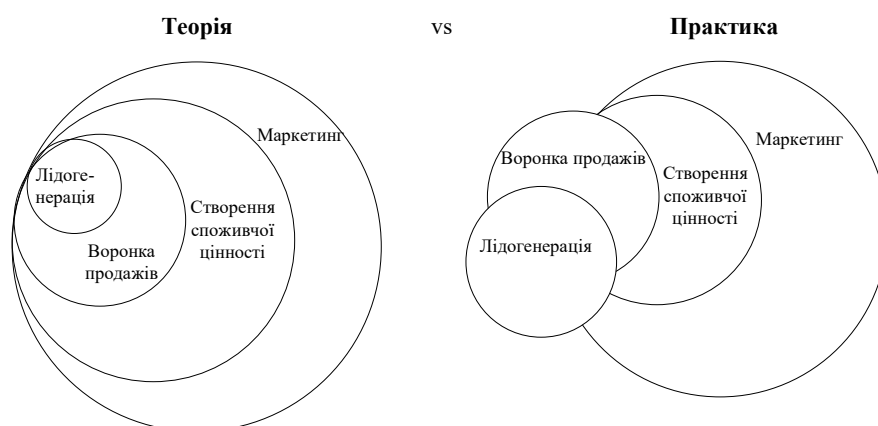 Теорія vs Практика
Маркетинг
Лідоге-
нерація
Створення
споживчої
цінності
Воронка
продажів
Маркетинг
Воронка продажів
Створення
споживчої
цінності
Лідогенерація